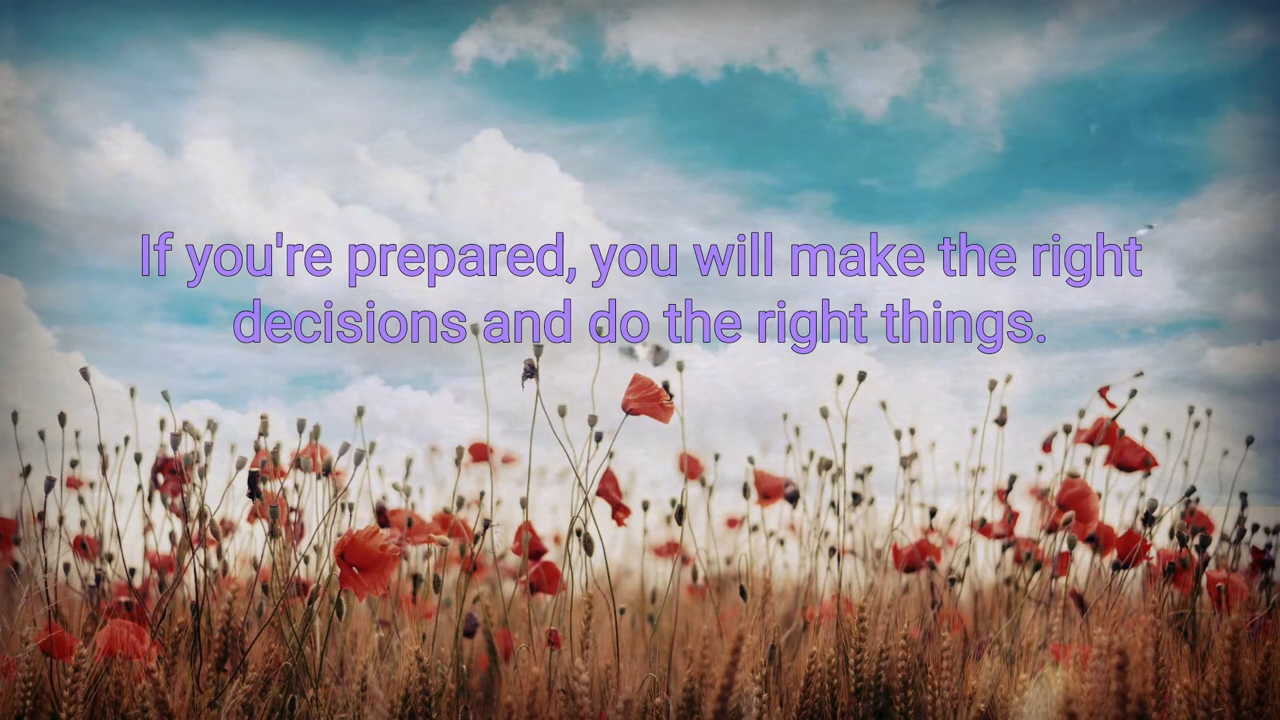 If you're prepared, you will make the right
decisions and do the right things.